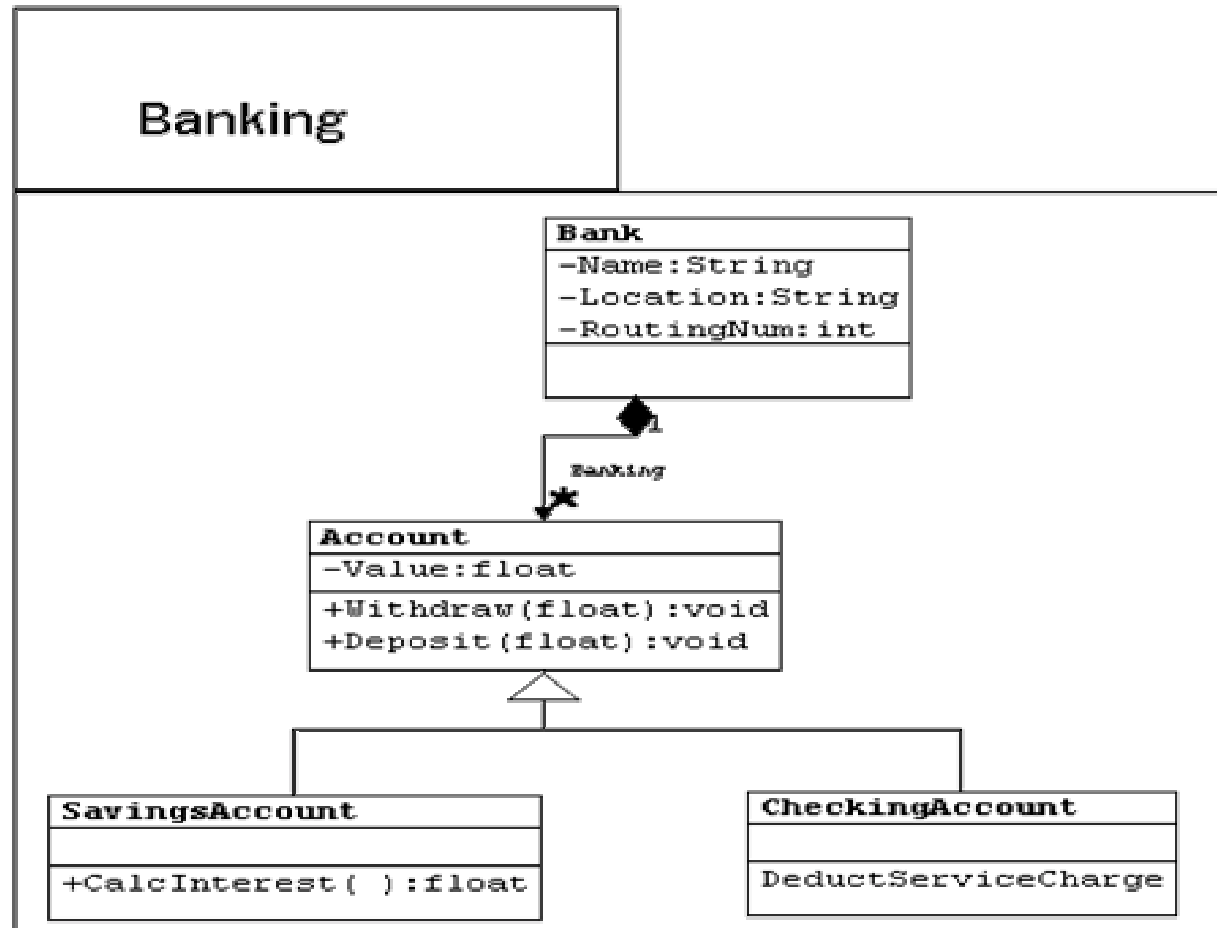 Banking
Bank
-Name:String
-Location:String
-RoutingNum:int
1
Banking
*
Account
-Value:float
+Withdraw(float):void
+Deposit(float):void
SavingsAccount
+CalcInterest( ):float
CheckingAccount
DeductServiceCharge